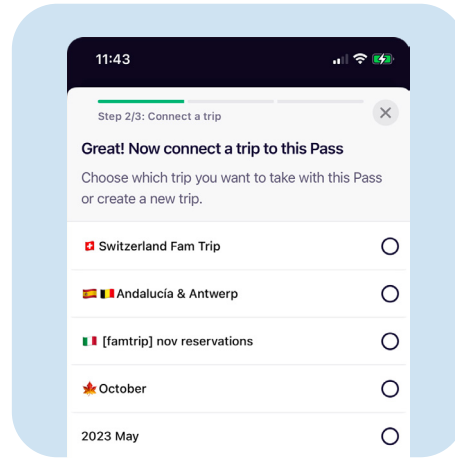 11:43
Step 2/3: Connect a trip
Great! Now connect a trip to this Pass
Choose which trip you want to take with this Pass
or create a new trip.
🇨🇭 Switzerland Fam Trip
🇪🇸 🇧🇪 Andalucía & Antwerp
🇮🇹 [famtrip] nov reservations
🍁 October
2023 May